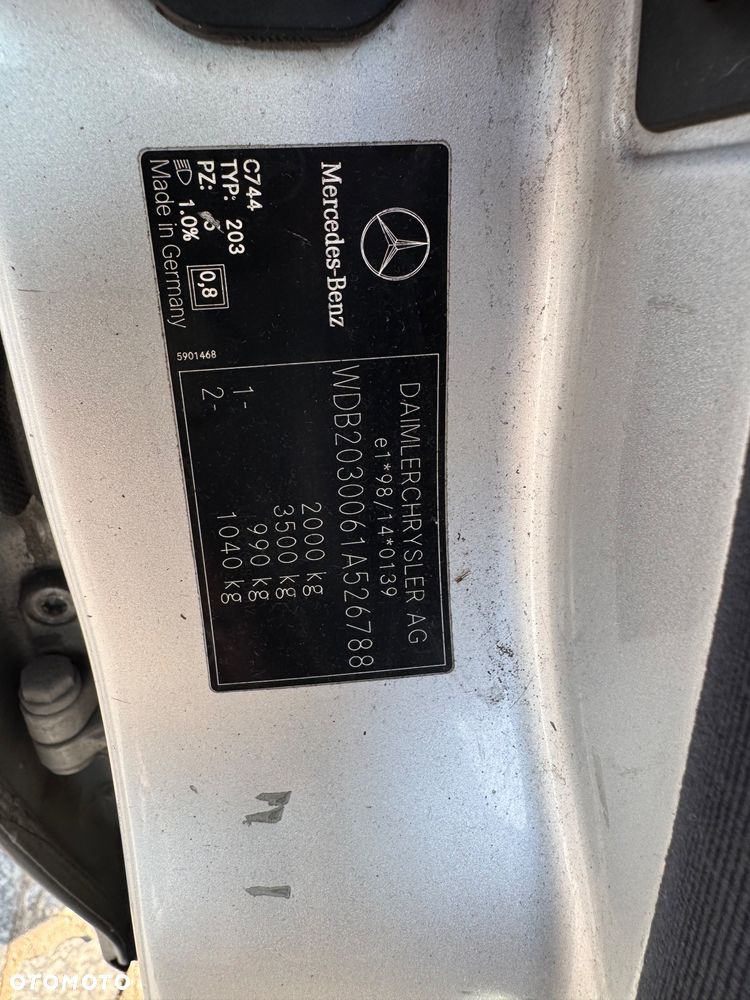 Mercedes-Benz
C744
TYP: 203
PZ:
1.0%
0,8
Made in Germany
5901468
DAIMLERCHRYSLER AG
e1*98/14*0139
WDB2030061A526788
2000 kg
3500 kg
1- 990 kg
2- 1040 kg
OTOMOTO